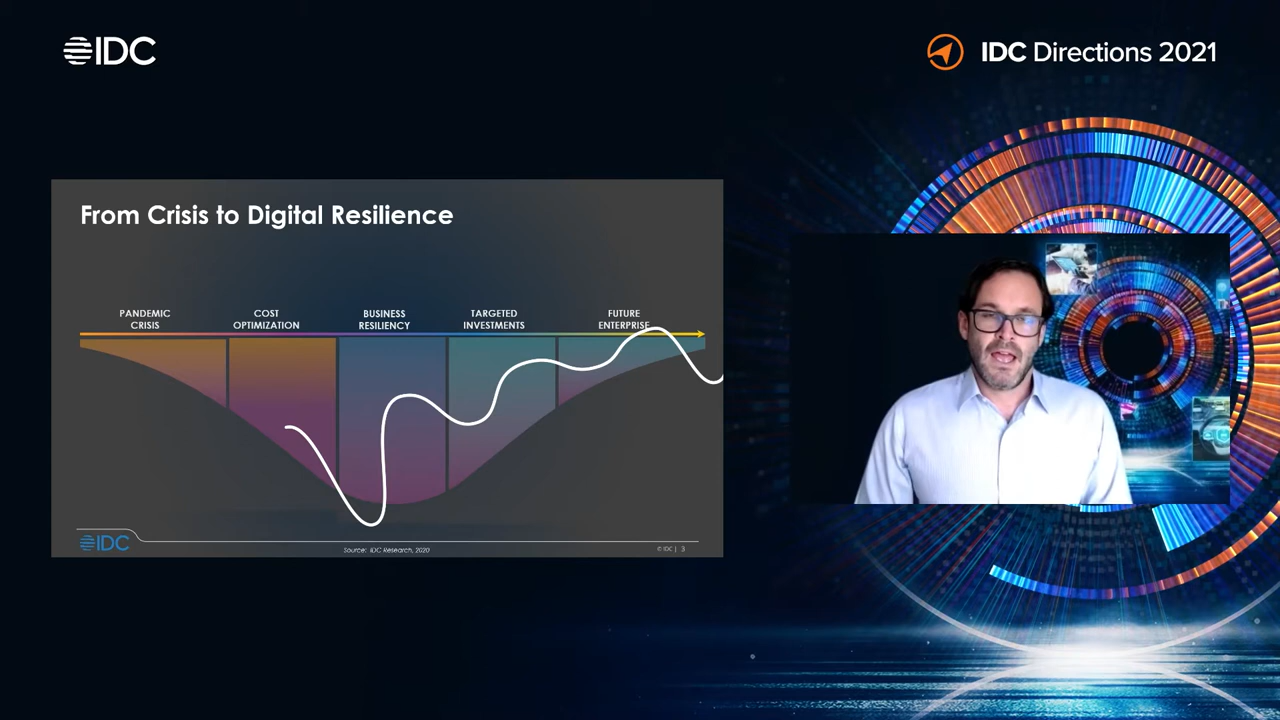 IDC
IDC Directions 2021
From Crisis to Digital Resilience
PANDEMIC
CRISIS
COST
OPTIMIZATION
BUSINESS
RESILIENCY
TARGETED
INVESTMENTS
FUTURE
ENTERPRISE
IDC
Source: IDC Research, 2020
© IDC | 3